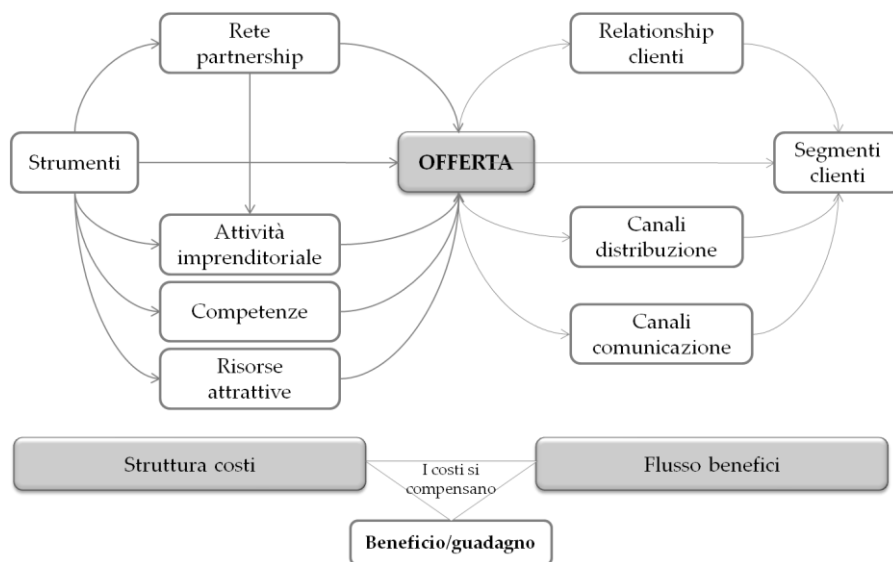 Rete
partnership
Relationship
clienti
Strumenti
OFFERTA
Segmenti
clienti
Attività
imprenditoriale
Canali
distribuzione
Competenze
Canali
comunicazione
Risorse
attrattive
Struttura costi
I costi si
compensano
Flusso benefici
Beneficio/guadagno